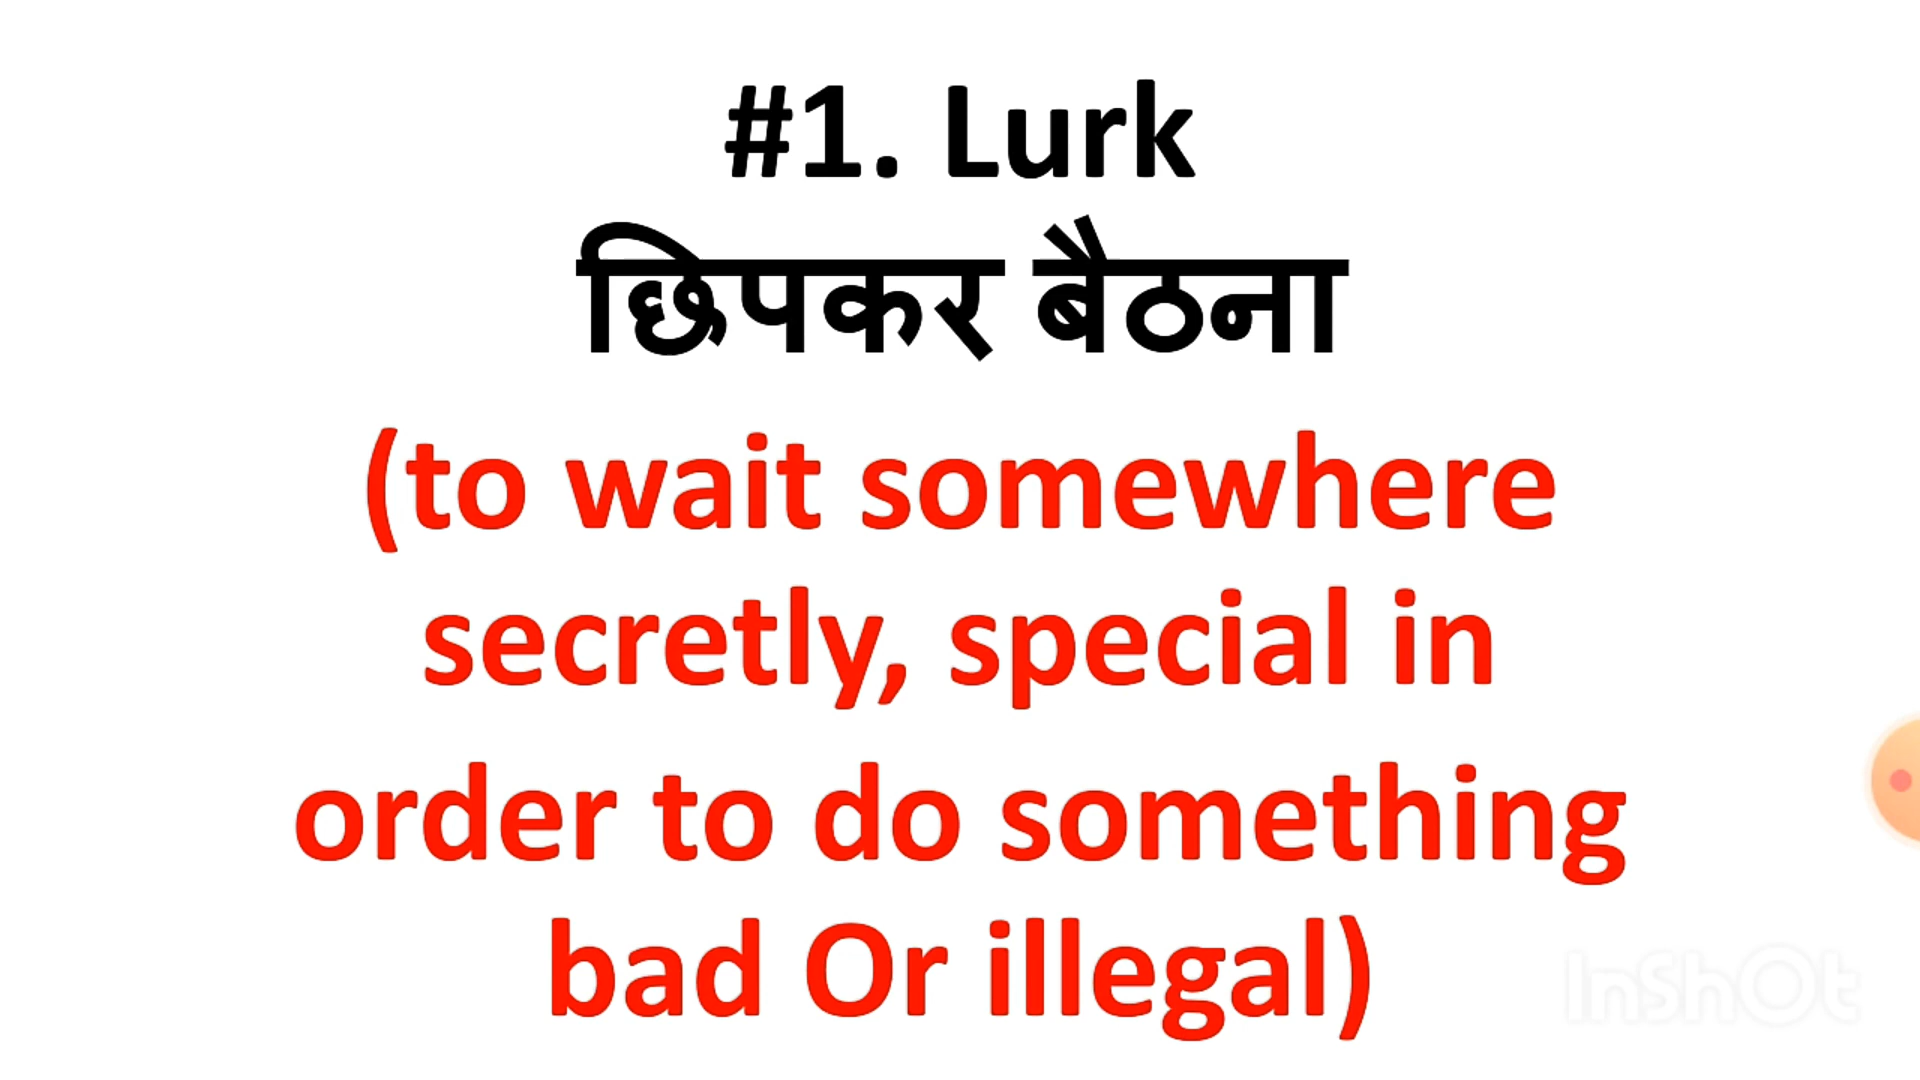 #1. Lurk
छिपकर बैठना
(to wait somewhere
secretly, special in
order to do something
bad Or illegal)
InShOt